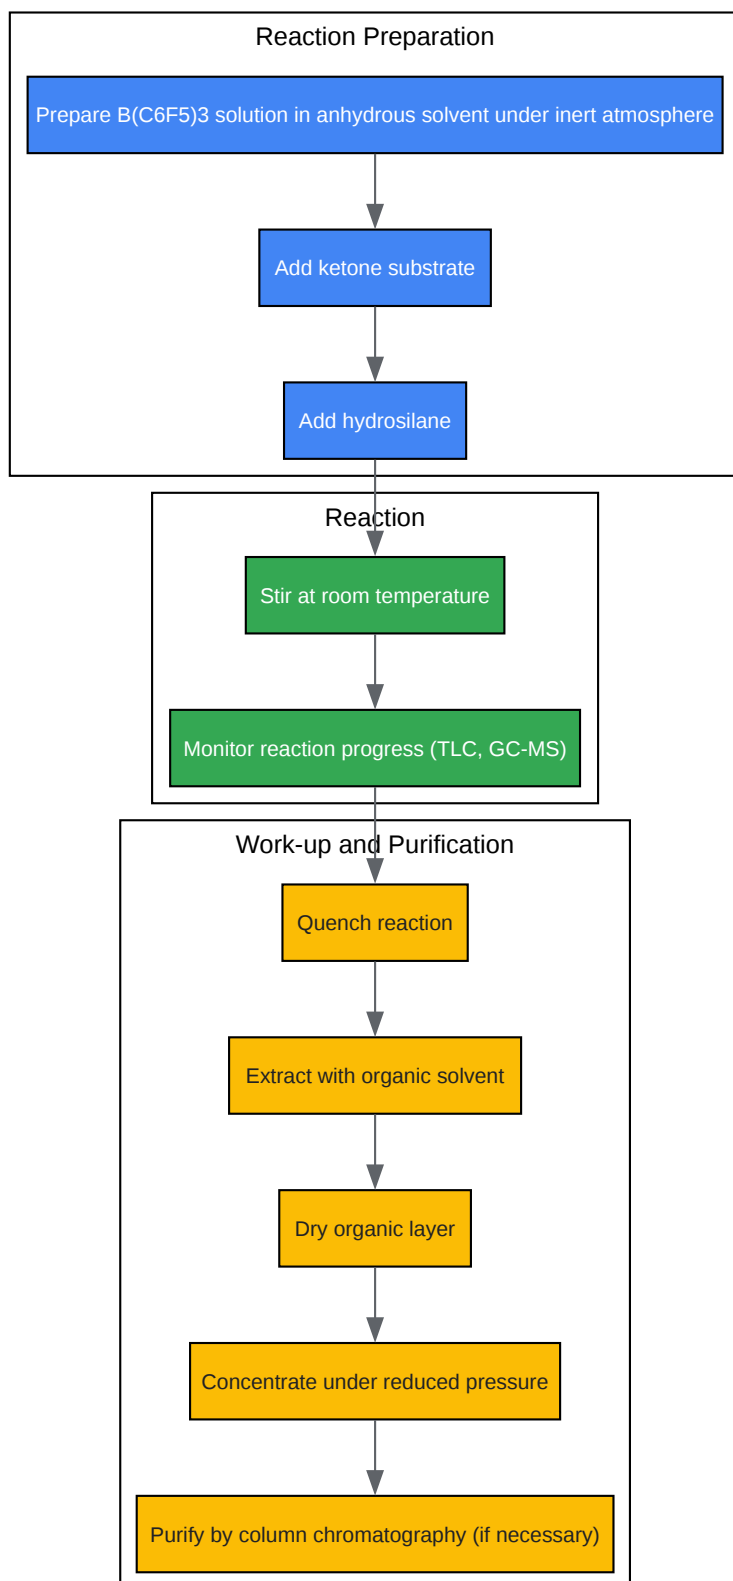 Reaction Preparation
Prepare B(C6F5)3 solution in anhydrous solvent under inert atmosphere
Add ketone substrate
Add hydrosilane
Reaction
Stir at room temperature
Monitor reaction progress (TLC, GC-MS)
Work-up and Purification
Quench reaction
Extract with organic solvent
Dry organic layer
Concentrate under reduced pressure
Purify by column chromatography (if necessary)